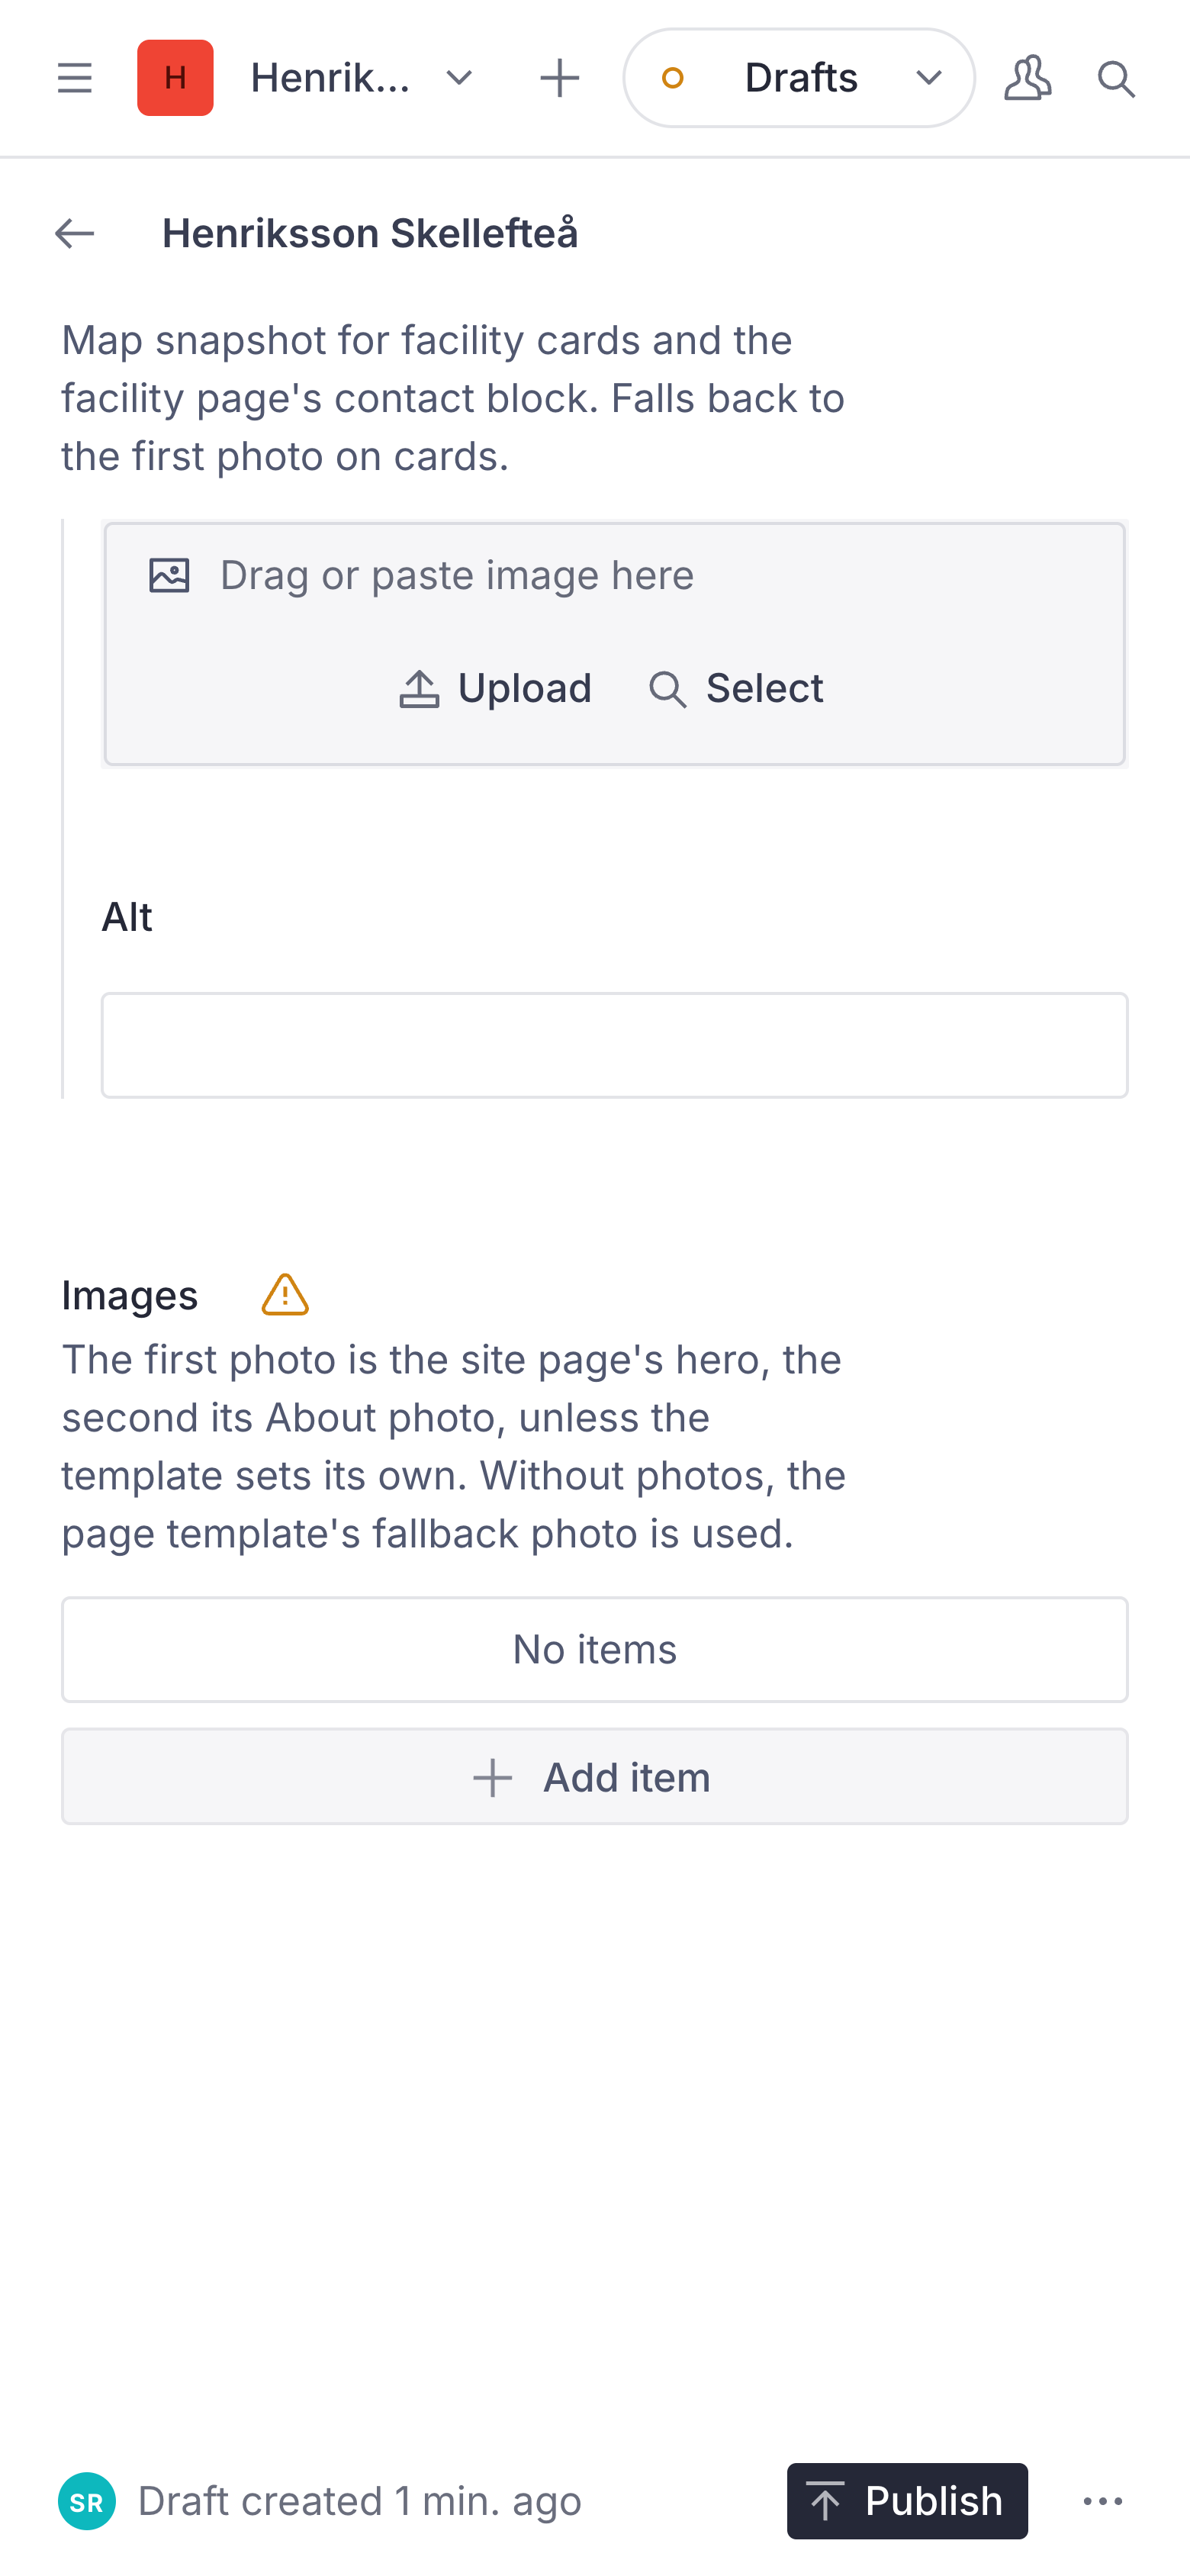 H Henrik... Drafts
Henriksson Skellefteå
Map snapshot for facility cards and the
facility page's contact block. Falls back to
the first photo on cards.
Drag or paste image here
Upload Select
Alt
Images
The first photo is the site page's hero, the
second its About photo, unless the
template sets its own. Without photos, the
page template's fallback photo is used.
No items
Add item
SR Draft created 1 min. ago Publish